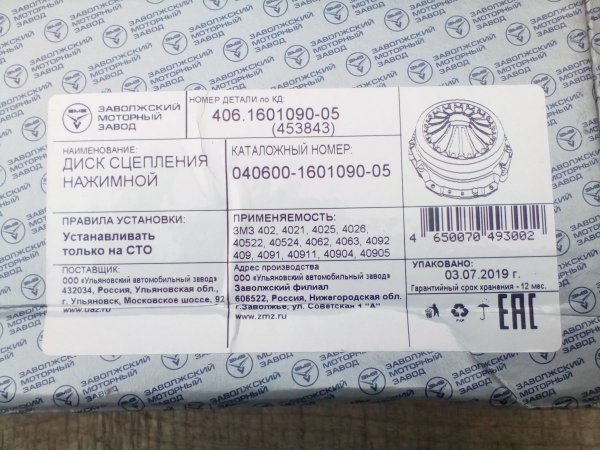 ЗАВОЛЖСКИЙ
МОТОРНЫЙ
ЗАВОД
НОМЕР ДЕТАЛИ по КД:
406.1601090-05
(453843)
НАИМЕНОВАНИЕ:
ДИСК СЦЕПЛЕНИЯ
НАЖИМНОЙ
КАТАЛОЖНЫЙ НОМЕР:
040600-1601090-05
ПРАВИЛА УСТАНОВКИ:
Устанавливать
только на СТО
ПРИМЕНЯЕМОСТЬ:
ЗМЗ 402, 4021, 4025, 4026,
40522, 40524, 4062, 4063, 4092
409, 4091, 40911, 40904, 40905
4 650070 493002
ПОСТАВЩИК:
ООО «Ульяновский автомобильный завод»
432034, Россия, Ульяновская обл.,
г. Ульяновск, Московское шоссе, 92
www.uaz.ru
Адрес производства
ООО «Ульяновский автомобильный завод»
Заволжский филиал
606522, Россия, Нижегородская обл.
г.Заволжье, ул. Советская 1 "А"
www.zmz.ru
УПАКОВАНО:
03.07.2019 г.
Гарантийный срок хранения - 12 мес.
PAP
EAC